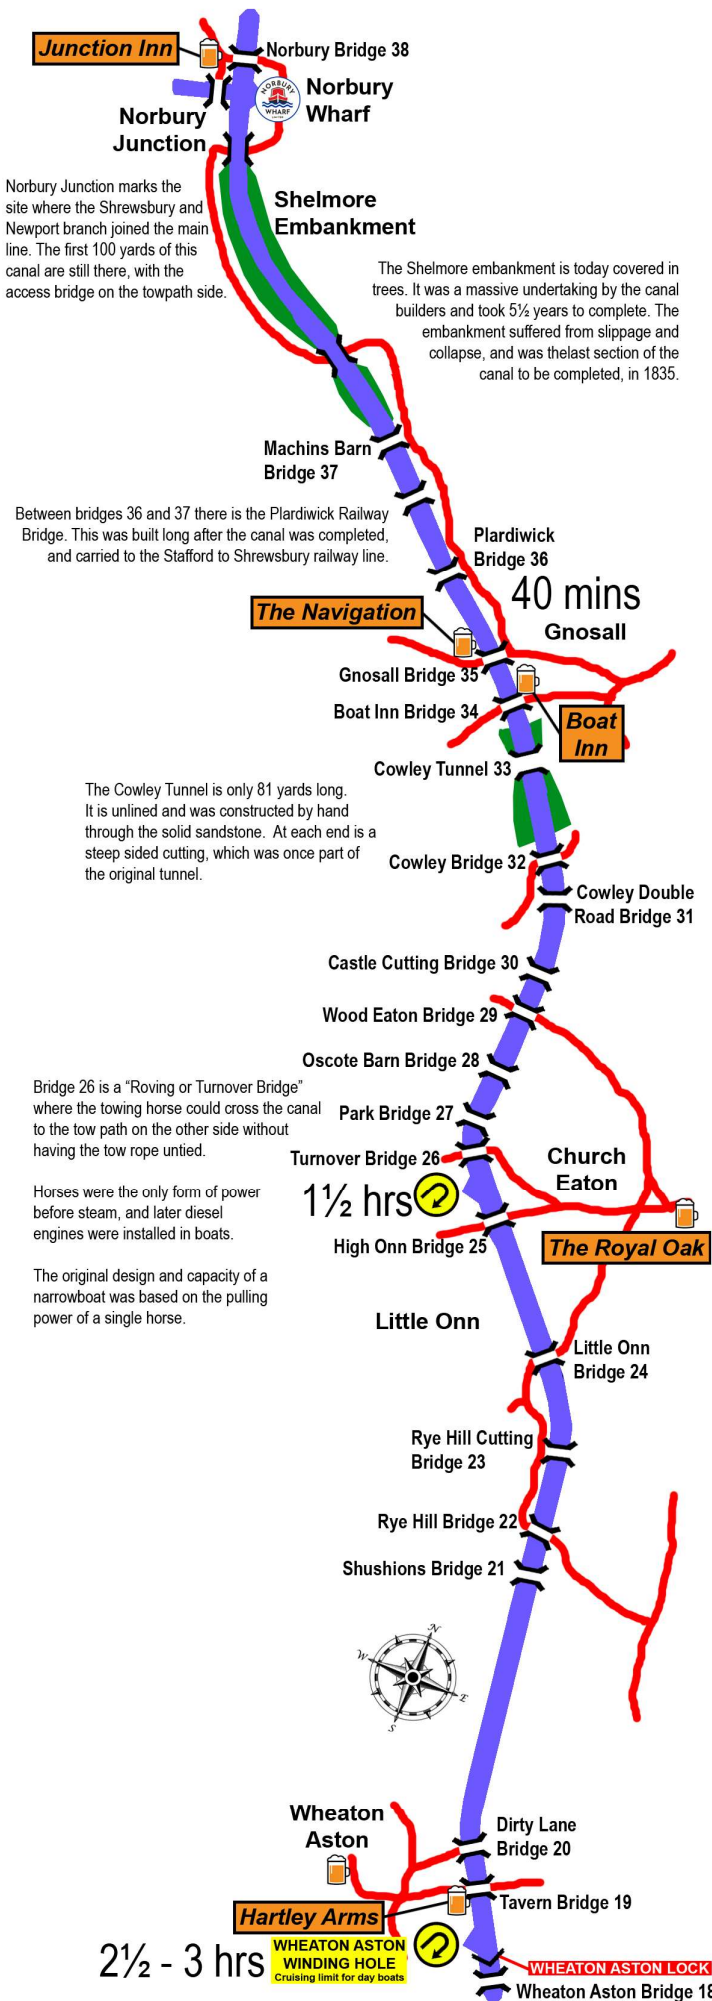 Junction Inn
Norbury Bridge 38
NORBURY
WHARF
Norbury
Wharf
Norbury
Junction
Norbury Junction marks the
site where the Shrewsbury and
Newport branch joined the main
line. The first 100 yards of this
canal are still there, with the
access bridge on the towpath side.
Shelmore
Embankment
The Shelmore embankment is today covered in
trees. It was a massive undertaking by the canal
builders and took 5½ years to complete. The
embankment suffered from slippage and
collapse, and was thelast section of the
canal to be completed, in 1835.
Machins Barn
Bridge 37
Between bridges 36 and 37 there is the Plardiwick Railway
Bridge. This was built long after the canal was completed,
and carried to the Stafford to Shrewsbury railway line.
Plardiwick
Bridge 36
40 mins
Gnosall
The Navigation
Gnosall Bridge 35
Boat Inn Bridge 34
Boat
Inn
Cowley Tunnel 33
The Cowley Tunnel is only 81 yards long.
It is unlined and was constructed by hand
through the solid sandstone. At each end is a
steep sided cutting, which was once part of
the original tunnel.
Cowley Bridge 32
Cowley Double
Road Bridge 31
Castle Cutting Bridge 30
Wood Eaton Bridge 29
Oscote Barn Bridge 28
Bridge 26 is a “Roving or Turnover Bridge”
where the towing horse could cross the canal
to the tow path on the other side without
having the tow rope untied.
Horses were the only form of power
before steam, and later diesel
engines were installed in boats.
The original design and capacity of a
narrowboat was based on the pulling
power of a single horse.
Park Bridge 27
Turnover Bridge 26
1½ hrs
Church
Eaton
High Onn Bridge 25
The Royal Oak
Little Onn
Little Onn
Bridge 24
Rye Hill Cutting
Bridge 23
Rye Hill Bridge 22
Shushions Bridge 21
N
W
E
S
Wheaton
Aston
Dirty Lane
Bridge 20
Tavern Bridge 19
Hartley Arms
2½ - 3 hrs
WHEATON ASTON
WINDING HOLE
Cruising limit for day boats
WHEATON ASTON LOCK
Wheaton Aston Bridge 18